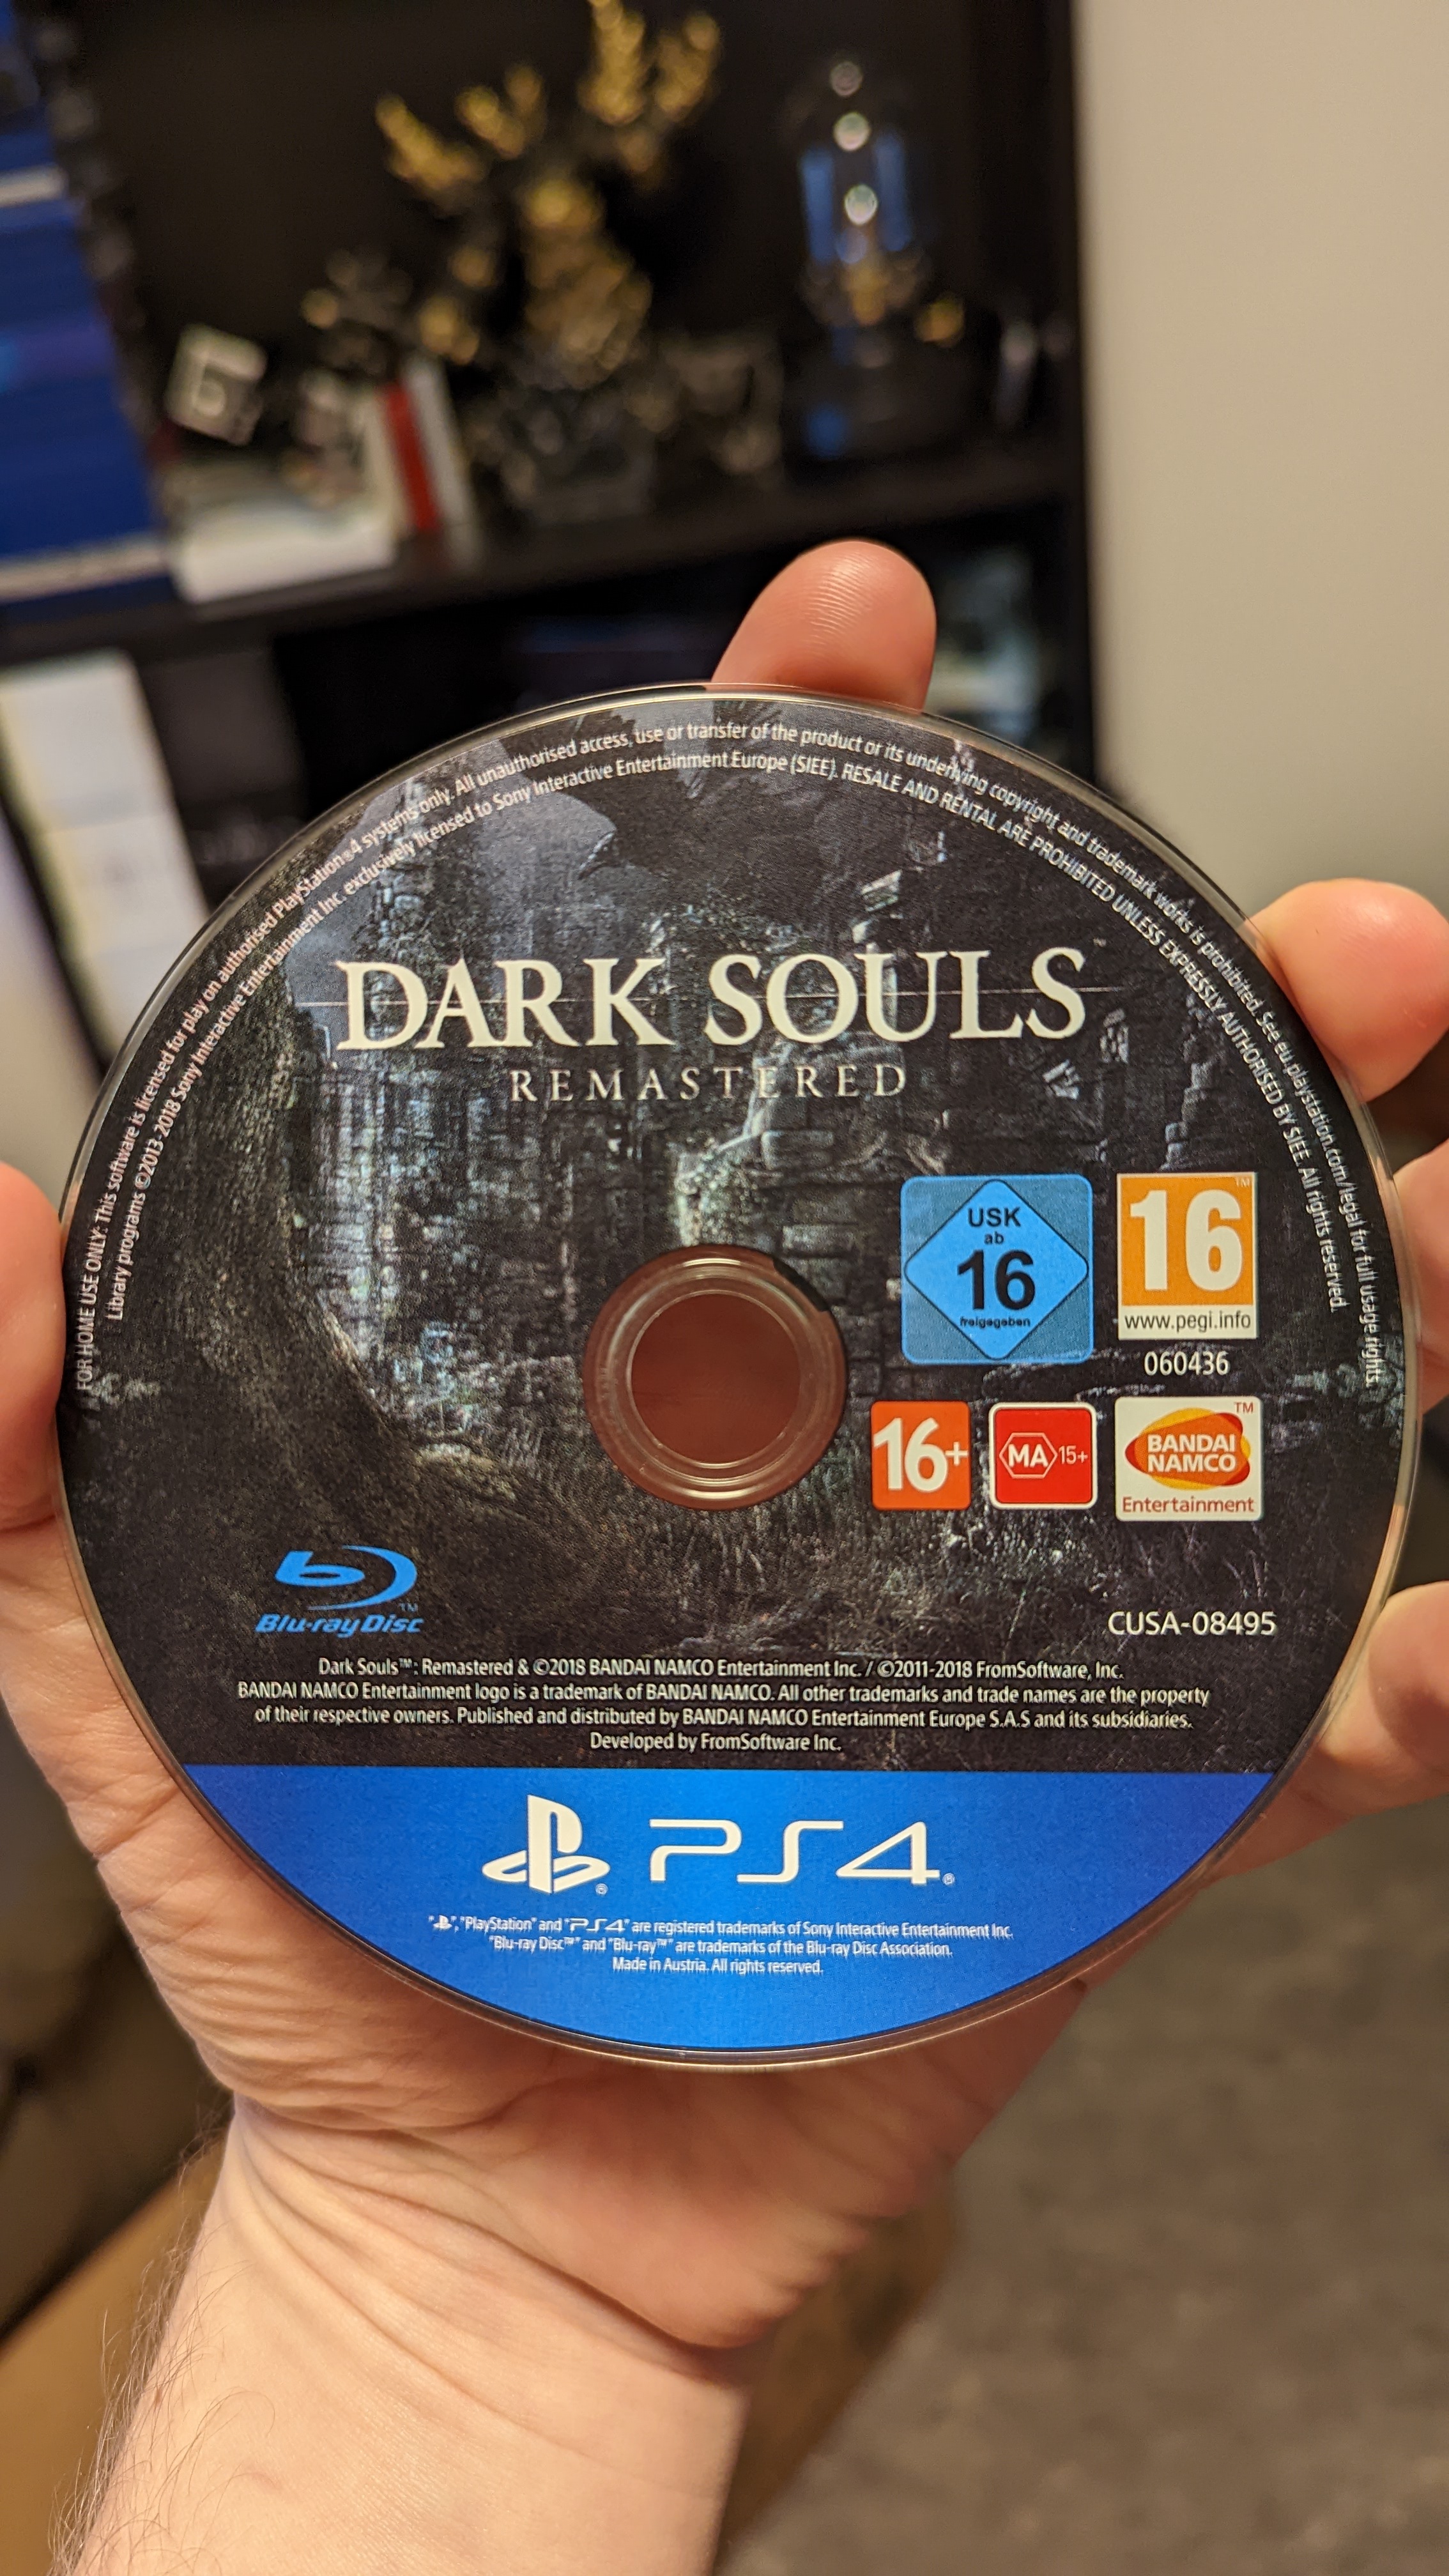 FOR HOME USE ONLY: This software is licensed for play on authorised PlayStation®4 systems only. All unauthorised access, use or transfer of the product or its underlying copyright and trademark works is prohibited. See eu.playstation.com/legal for full usage rights.
Library programs ©2013-2018 Sony Interactive Entertainment Inc. exclusively licensed to Sony Interactive Entertainment Europe (SIEE). RESALE AND RENTAL ARE PROHIBITED UNLESS EXPRESSLY AUTHORISED BY SIEE. All rights reserved.
DARK SOULS™
REMASTERED
USK
ab
16
freigegeben
16™
www.pegi.info
060436
16+
MA 15+
BANDAI
NAMCO
Entertainment
TM
Blu-ray Disc™
CUSA-08495
Dark Souls™: Remastered & ©2018 BANDAI NAMCO Entertainment Inc. / ©2011-2018 FromSoftware, Inc.
BANDAI NAMCO Entertainment logo is a trademark of BANDAI NAMCO. All other trademarks and trade names are the property
of their respective owners. Published and distributed by BANDAI NAMCO Entertainment Europe S.A.S and its subsidiaries.
Developed by FromSoftware Inc.
PS4®
"", "PlayStation" and "PS4" are registered trademarks of Sony Interactive Entertainment Inc.
"Blu-ray Disc™" and "Blu-ray™" are trademarks of the Blu-ray Disc Association.
Made in Austria. All rights reserved.